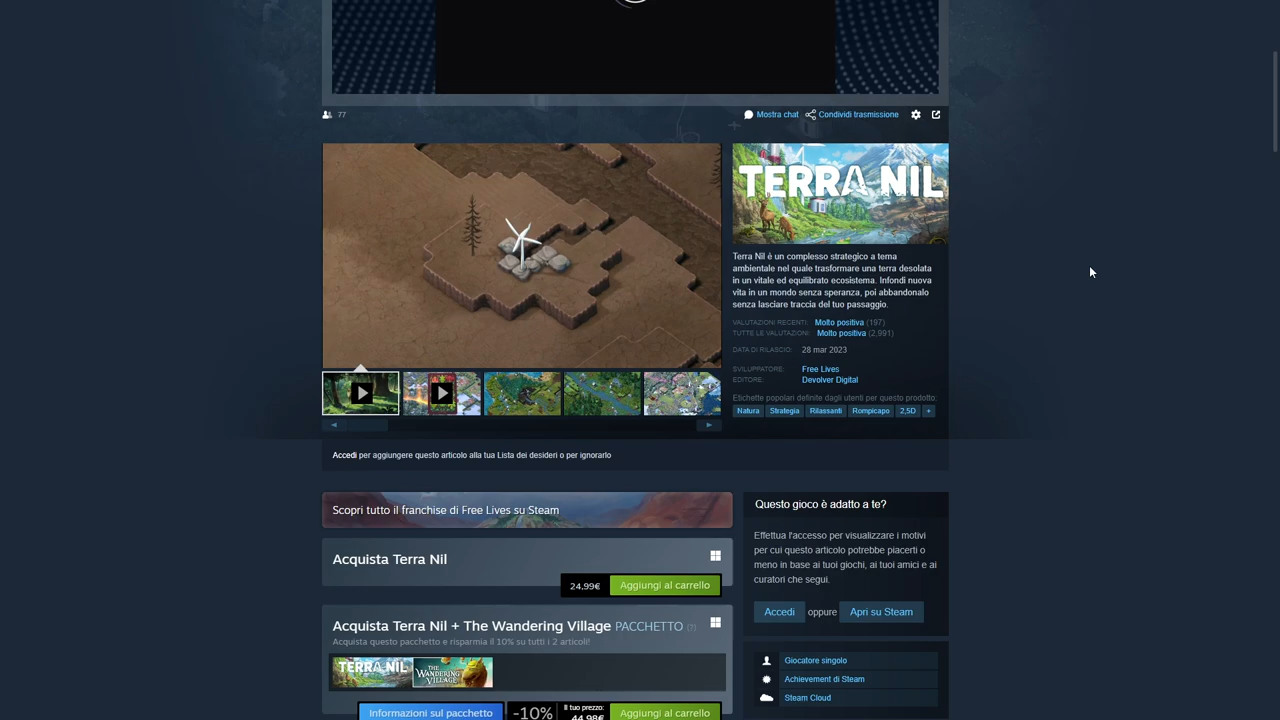 77
Mostra chat
Condividi trasmissione
TERRA NIL
Terra Nil è un complesso strategico a tema
ambientale nel quale trasformare una terra desolata
in un vitale ed equilibrato ecosistema. Infondi nuova
vita in un mondo senza speranza, poi abbandonalo
senza lasciare traccia del tuo passaggio.
VALUTAZIONI RECENTI: Molto positiva (197)
TUTTE LE VALUTAZIONI: Molto positiva (2,991)
DATA DI RILASCIO: 28 mar 2023
SVILUPPATORE: Free Lives
EDITORE: Devolver Digital
Etichette popolari definite dagli utenti per questo prodotto:
Natura Strategia Rilassanti Rompicapo 2,5D +
Accedi per aggiungere questo articolo alla tua Lista dei desideri o per ignorarlo
Scopri tutto il franchise di Free Lives su Steam
Acquista Terra Nil
24,99€ Aggiungi al carrello
Acquista Terra Nil + The Wandering Village PACCHETTO (?)
Acquista questo pacchetto e risparmia il 10% su tutti i 2 articoli!
TERRA NIL
THE
WANDERING
VILLAGE
Informazioni sul pacchetto
-10%
Il tuo prezzo:
44,98€
Aggiungi al carrello
Questo gioco è adatto a te?
Effettua l'accesso per visualizzare i motivi
per cui questo articolo potrebbe piacerti o
meno in base ai tuoi giochi, ai tuoi amici e ai
curatori che segui.
Accedi oppure Apri su Steam
Giocatore singolo
Achievement di Steam
Steam Cloud